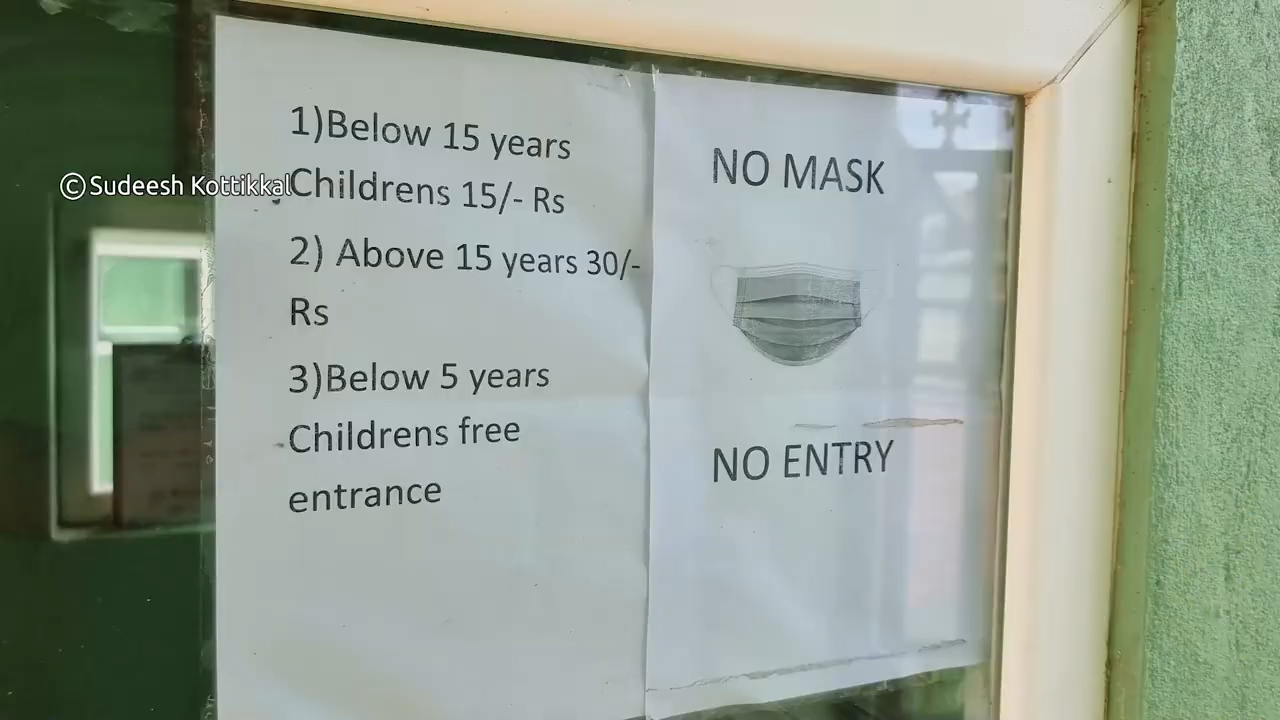 1)Below 15 years
Childrens 15/- Rs
2) Above 15 years 30/-
Rs
3)Below 5 years
Childrens free
entrance
NO MASK
NO ENTRY
©Sudeesh Kottikkal